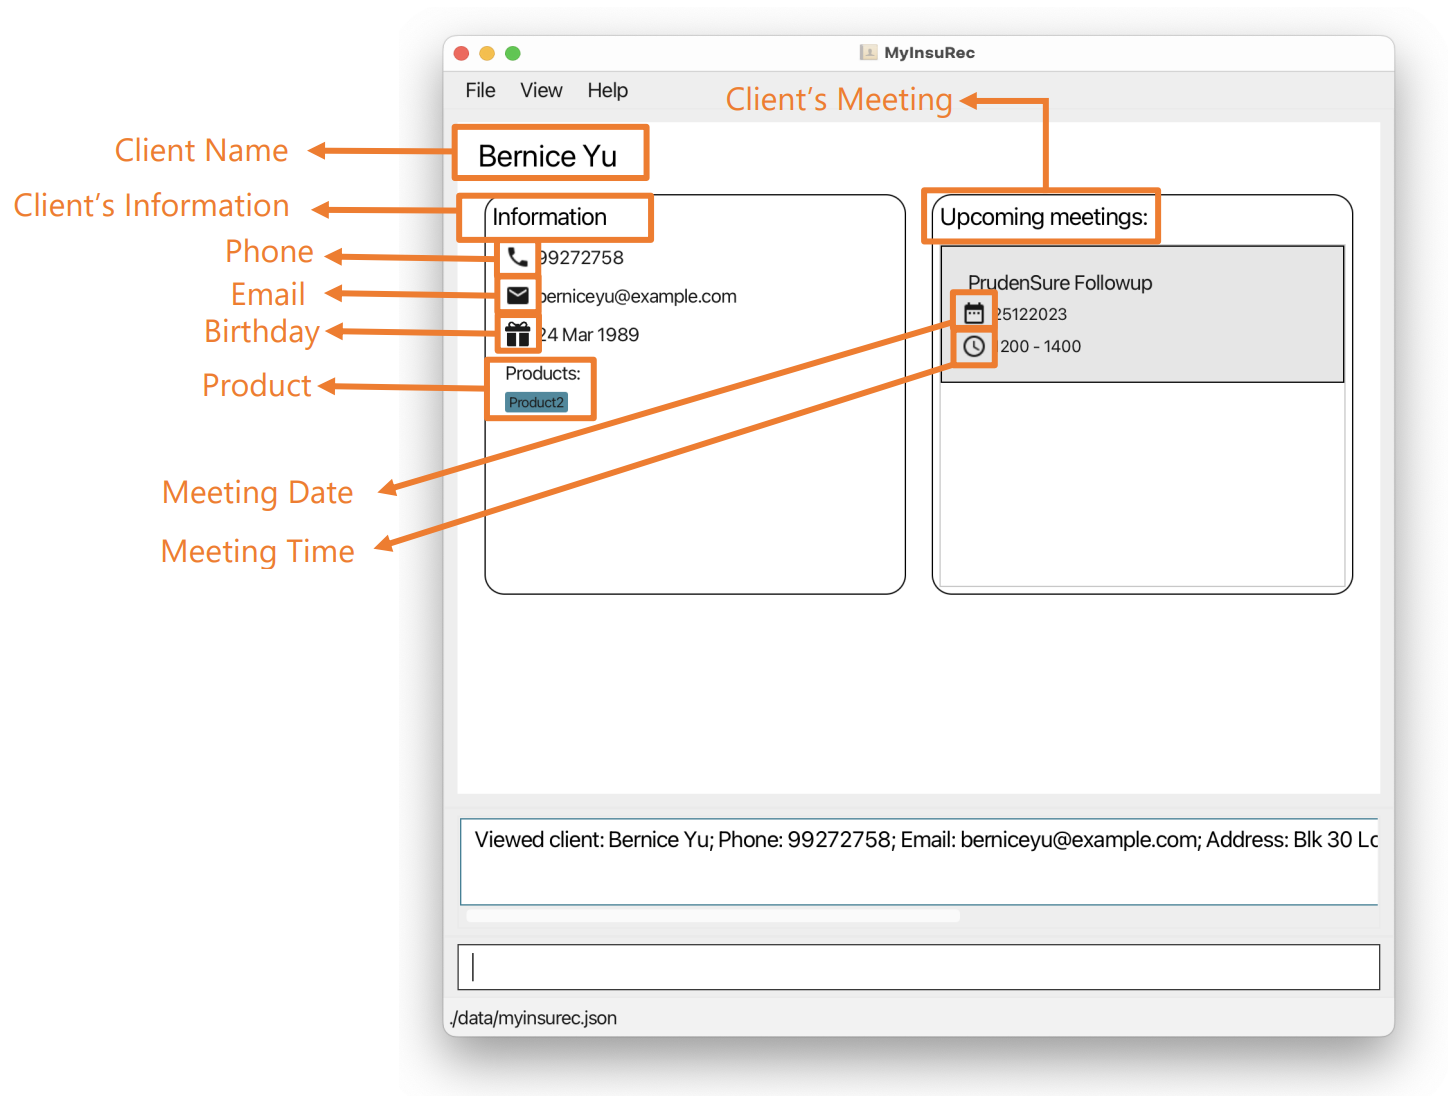 MyInsuRec
File View Help
Client's Meeting
Client Name
Bernice Yu
Client's Information
Information
Upcoming meetings:
Phone
99272758
Email
berniceyu@example.com
Birthday
24 Mar 1989
Product
Products:
Product2
PrudenSure Followup
25122023
200 - 1400
Meeting Date
Meeting Time
Viewed client: Bernice Yu; Phone: 99272758; Email: berniceyu@example.com; Address: Blk 30 Lo
./data/myinsurec.json